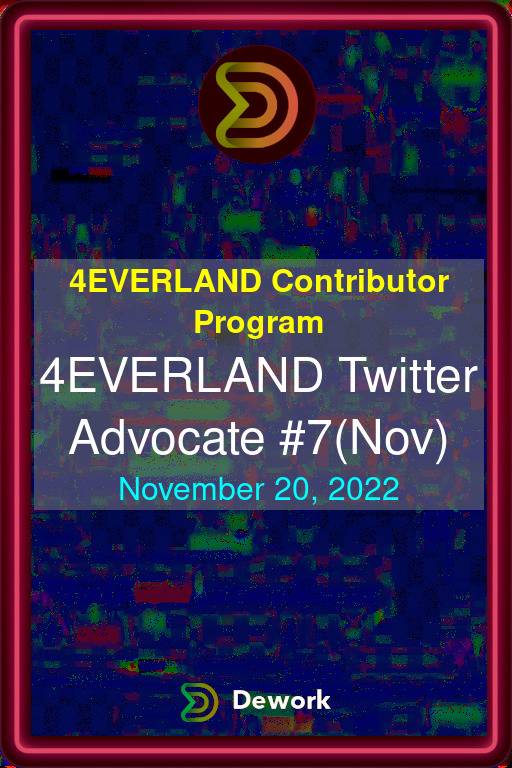 4EVERLAND Contributor
Program
4EVERLAND Twitter
Advocate #7(Nov)
November 20, 2022
Dework